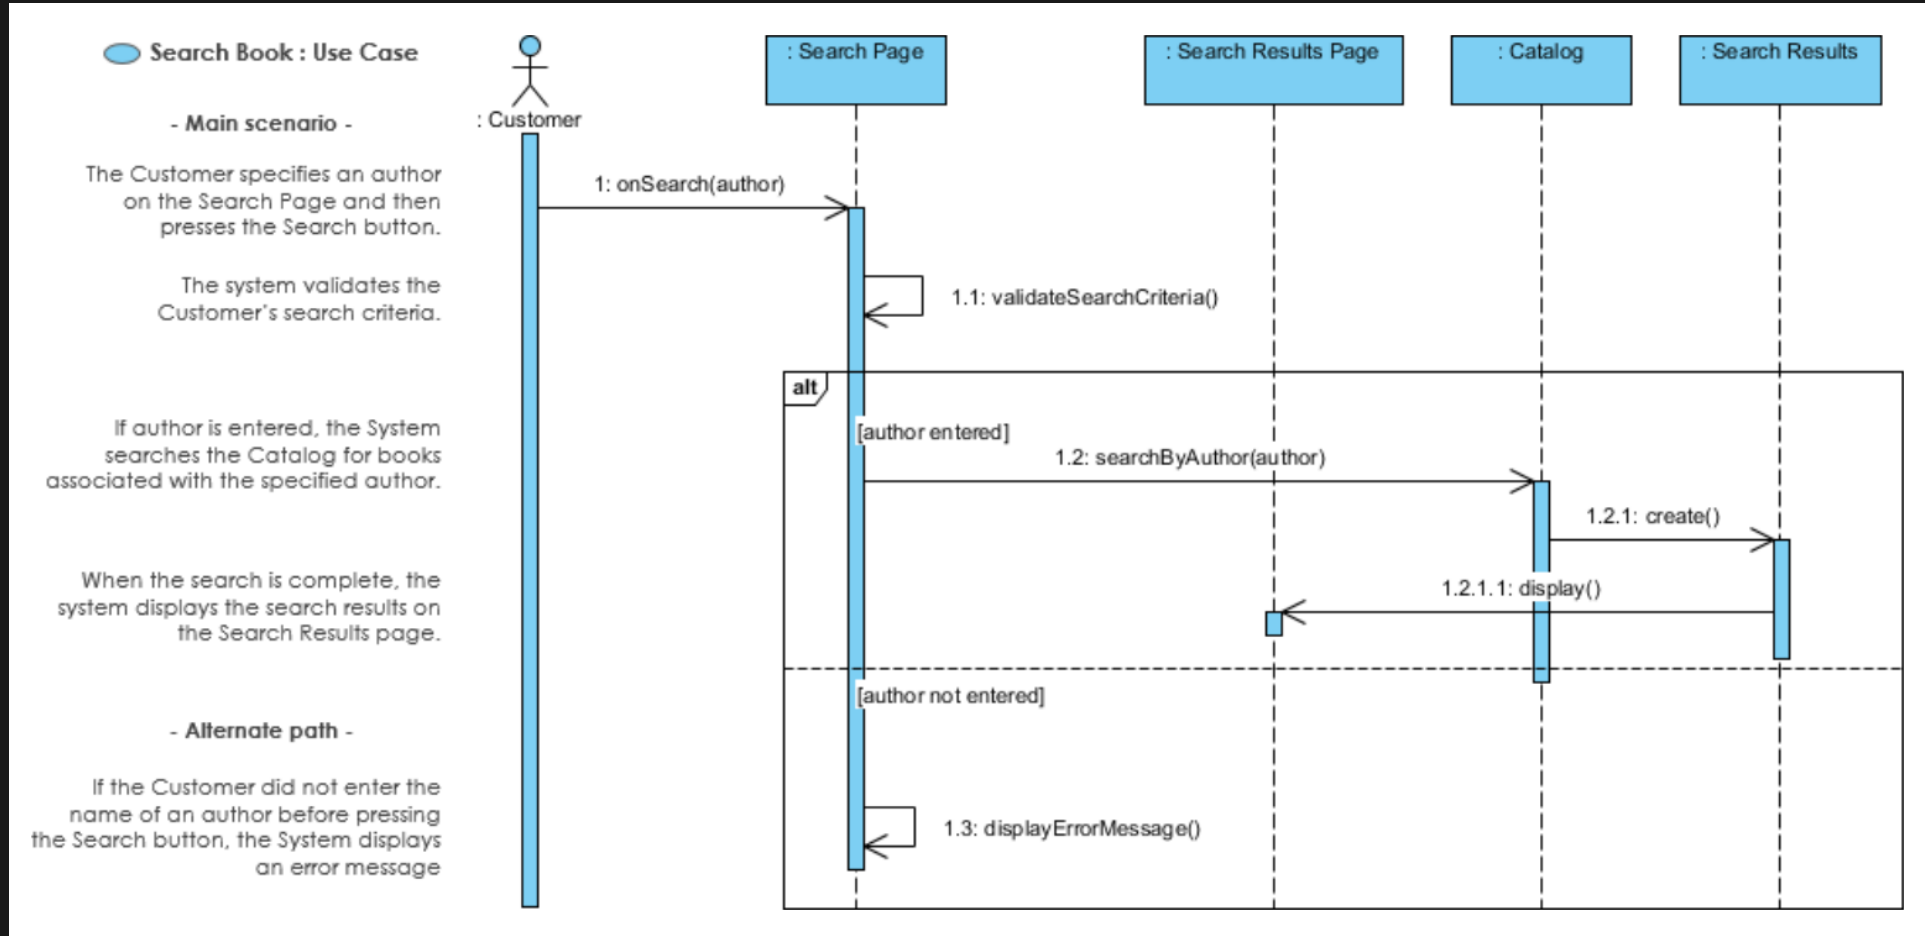 Search Book : Use Case
: Customer
: Search Page
: Search Results Page
: Catalog
: Search Results
- Main scenario -
The Customer specifies an author
on the Search Page and then
presses the Search button.
1: onSearch(author)
The system validates the
Customer's search criteria.
1.1: validateSearchCriteria()
alt
If author is entered, the System
searches the Catalog for books
associated with the specified author.
[author entered]
1.2: searchByAuthor(author)
1.2.1: create()
When the search is complete, the
system displays the search results on
the Search Results page.
1.2.1.1: display()
[author not entered]
- Alternate path -
If the Customer did not enter the
name of an author before pressing
the Search button, the System displays
an error message
1.3: displayErrorMessage()